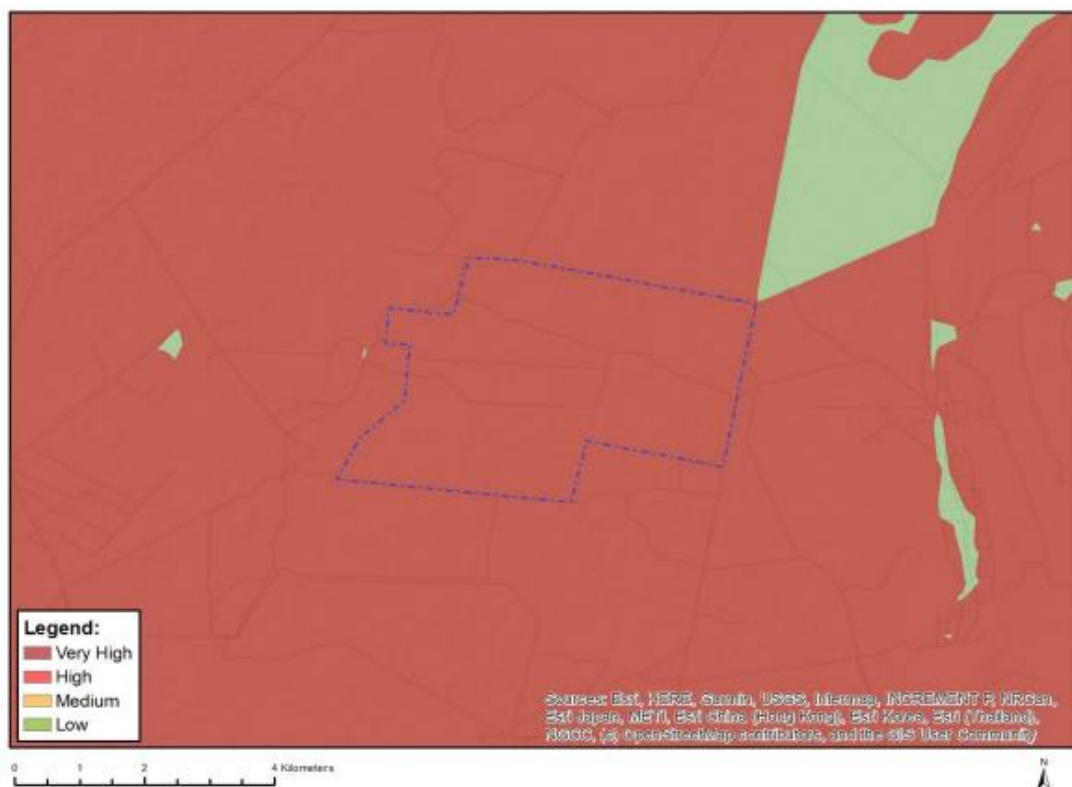 Legend:
Very High
High
Medium
Low
Sources: Esri, HERE, Garmin, USGS, Intermap, INCREMENT P, NRCan,
Esri Japan, METI, Esri China (Hong Kong), Esri Korea, Esri (Thailand),
NGCC, (c) OpenStreetMap contributors, and the GIS User Community
0 1 2 4 Kilometers
N